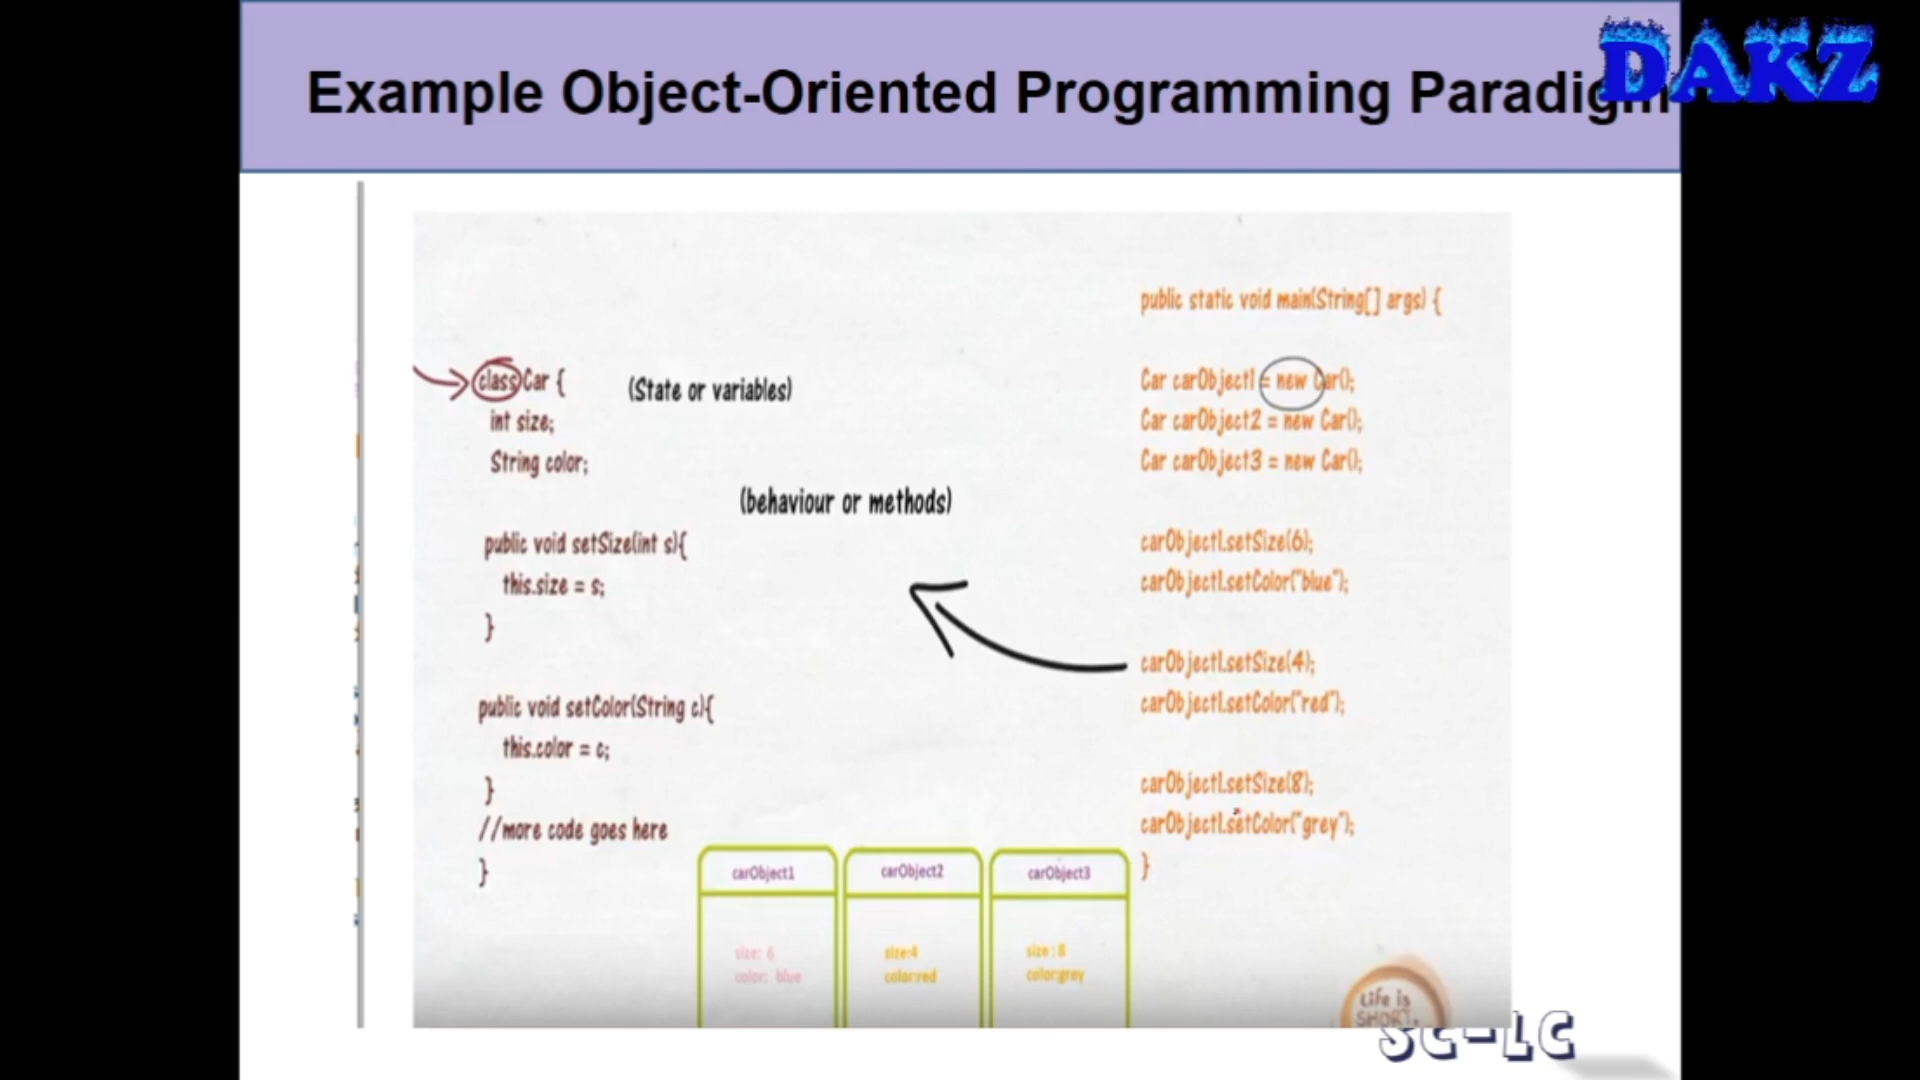 Example Object-Oriented Programming Paradigm
DAKZ
class Car {
(State or variables)
int size;
String color;
(behaviour or methods)
public void setSize(int s){
this.size = s;
}
public void setColor(String c){
this.color = c;
}
//more code goes here
}
public static void main(String[] args) {
Car carObject1 = new Car();
Car carObject2 = new Car();
Car carObject3 = new Car();
carObject1.setSize(6);
carObject1.setColor("blue");
carObject1.setSize(4);
carObject1.setColor("red");
carObject1.setSize(8);
carObject1.setColor("grey");
}
carObject1
size: 6
color: blue
carObject2
size:4
color:red
carObject3
size:8
color:grey
Life is
SHORT.
SC-LC